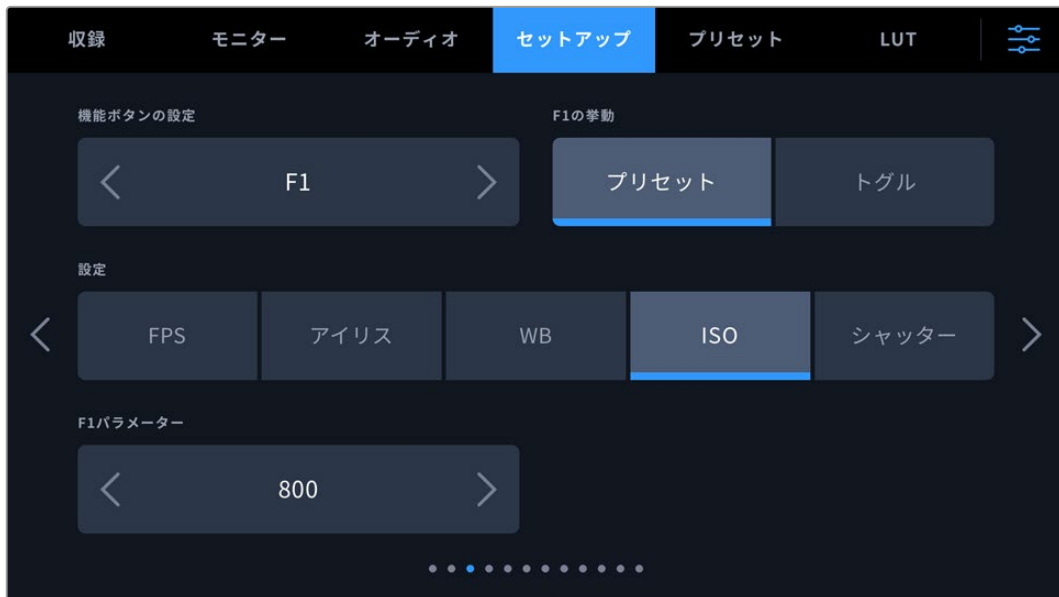 収録 モニター オーディオ セットアップ プリセット LUT
機能ボタンの設定 F1の挙動
F1 プリセット トグル
設定
FPS アイリス WB ISO シャッター
F1パラメーター
800